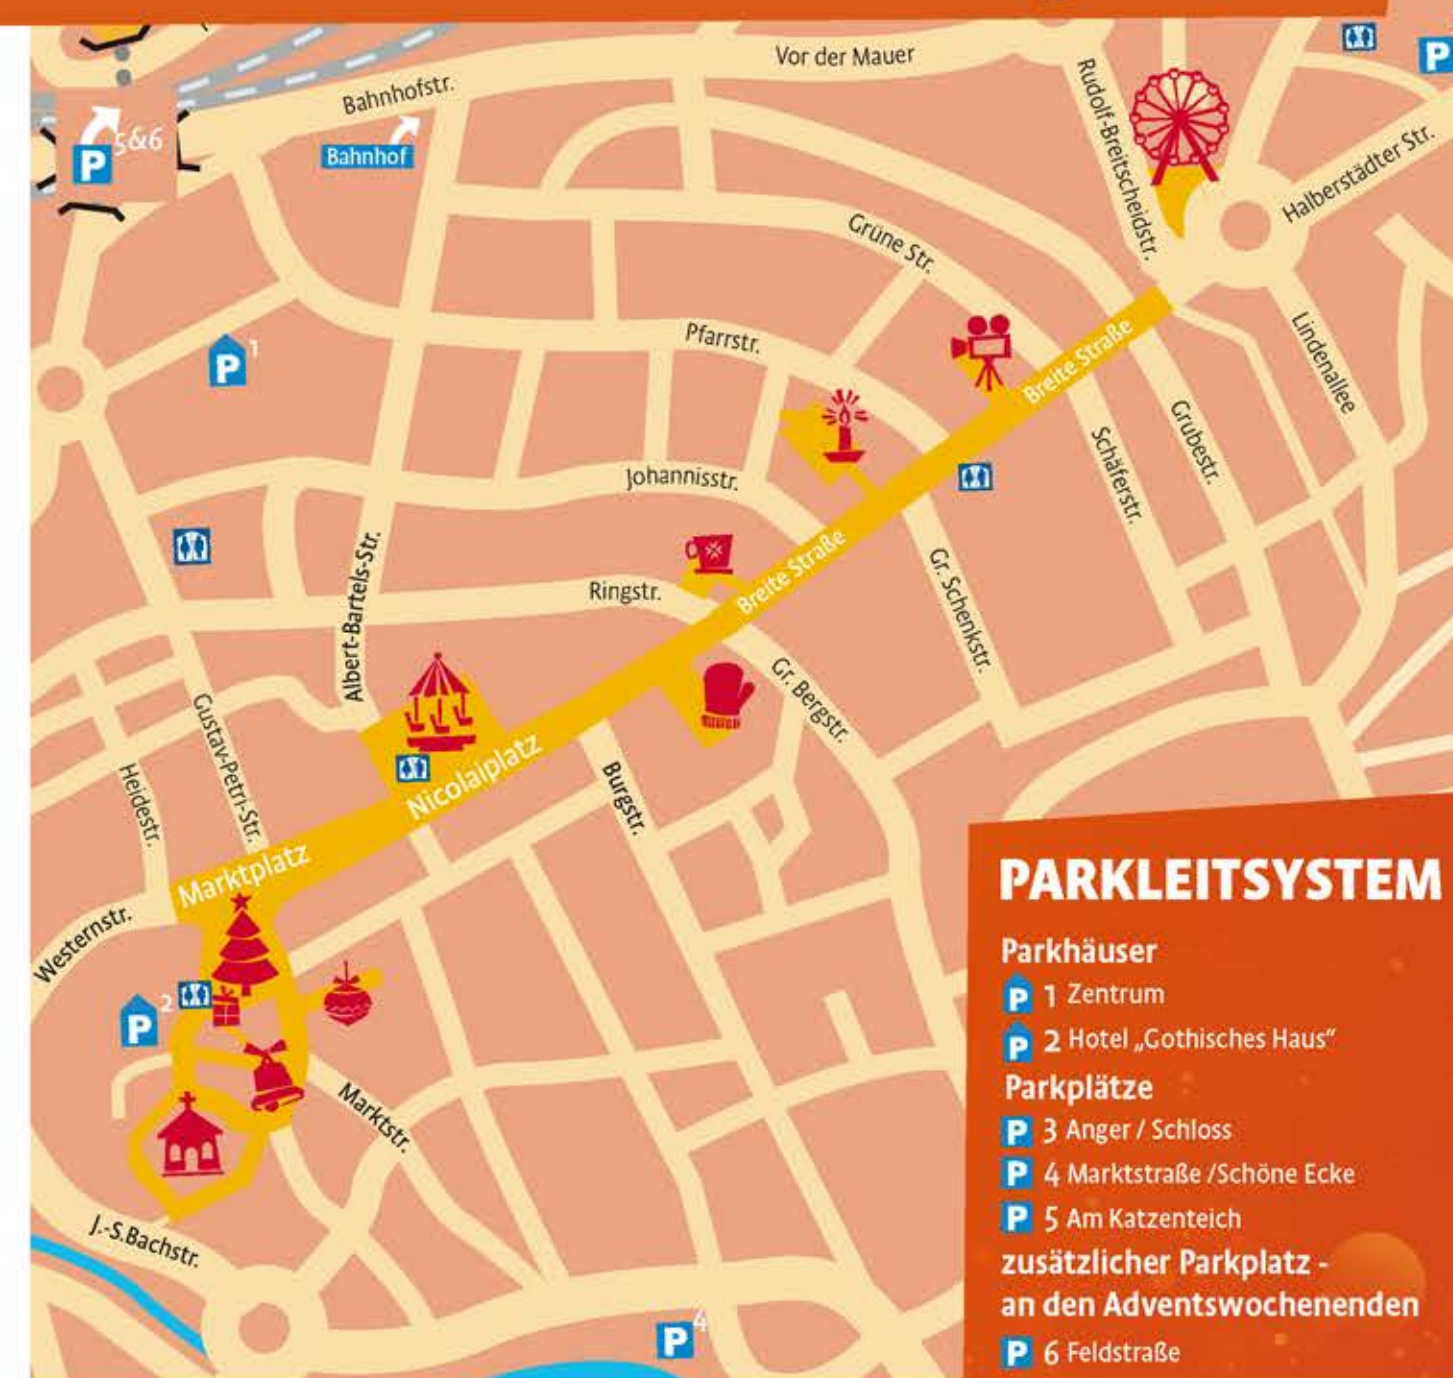 Vor der Mauer
Bahnhofstr.
Rudolf-Breitscheidstr.
P
5&6
P
Bahnhof
Halberstädter Str.
Grüne Str.
Pfarrstr.
P 1
Breite Straße
Lindenallee
Grubestr.
Schäferstr.
Johannisstr.
Albert-Bartels-Str.
Ringstr.
Breite Straße
Gr. Schenkstr.
Gr. Bergstr.
Gustav-Petri-Str.
Heidestr.
Nicolaiplatz
Burgstr.
Marktplatz
Westernstr.
P 2
Marktstr.
J.-S.Bachstr.
P 4
PARKLEITSYSTEM
Parkhäuser
P 1 Zentrum
P 2 Hotel „Gothisches Haus“
Parkplätze
P 3 Anger / Schloss
P 4 Marktstraße /Schöne Ecke
P 5 Am Katzenteich
zusätzlicher Parkplatz -
an den Adventswochenenden
P 6 Feldstraße